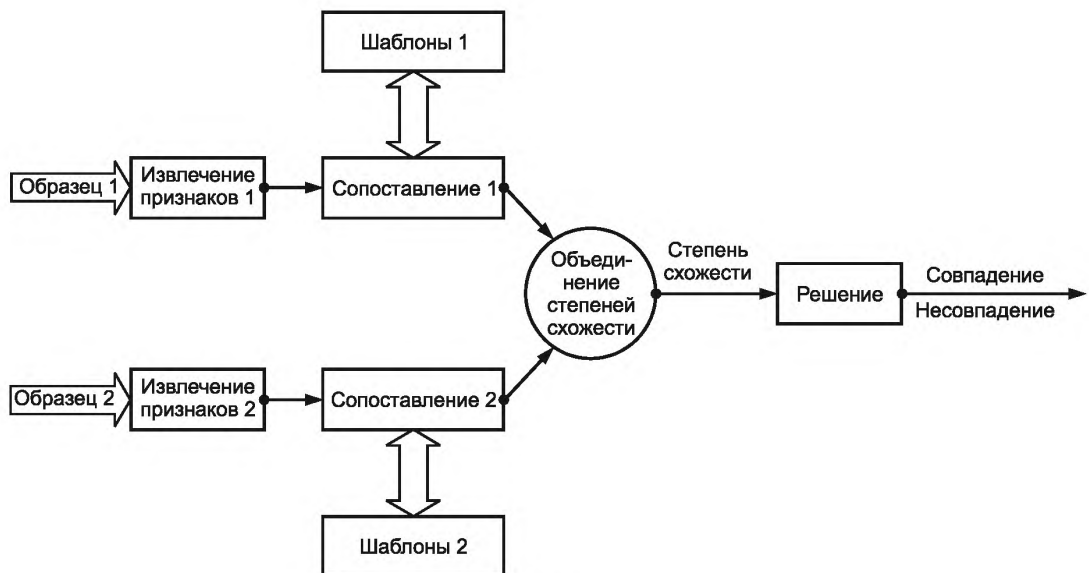 Шаблоны 1
Образец 1
Извлечение
признаков 1
Сопоставление 1
Объеди-
нение
степеней
схожести
Степень
схожести
Решение
Совпадение
Несовпадение
Образец 2
Извлечение
признаков 2
Сопоставление 2
Шаблоны 2